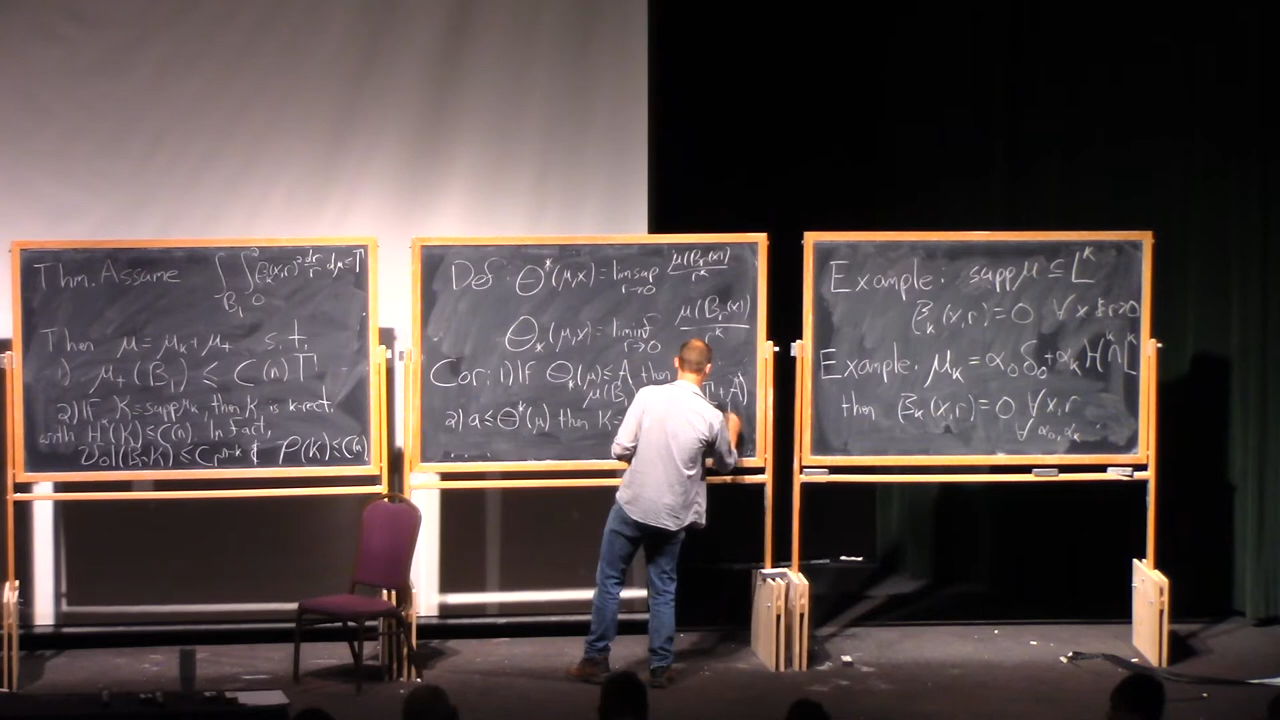 Thm. Assume ∫_{B_1} ∫_0^2 β_k(x,r)^2 dr/r dμ ≤ Γ
Then μ = μ_k + μ_+ s.t.
1) μ_+(B_1) ≤ C(n)Γ
2) If K = supp μ_k, then K is k-rect.
with H^k(K) ≤ C(n). In fact,
Vol(B_r K) ≤ C r^{n-k} & P(K) ≤ C(n)
Def: Θ^*(μ,x) = limsup_{r→0} μ(B_r(x))/r^k
Θ_*(μ,x) = liminf_{r→0} μ(B_r(x))/r^k
Cor: 1) If Θ_*(μ) ≤ A then
μ(B_1 Γ+A)
2) a ≤ Θ^*(μ) then K =
Example: supp μ ⊆ L^k
β_k(x,r) = 0 ∀ x & r>0
Example. μ_k = α_0 δ_0 + α_k H^k∩L^k
then β_k(x,r) = 0 ∀ x,r
∀ α_0, α_k